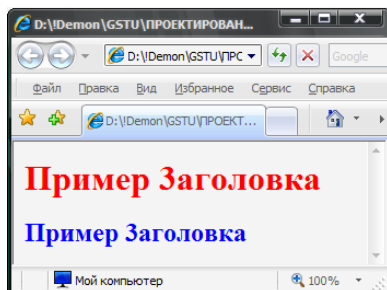 D:\!Demon\GSTU\ПРОЕКТИРОВАН...
D:\!Demon\GSTU\ПРС
Google
Файл Правка Вид Избранное Сервис Справка
D:\!Demon\GSTU\ПРОЕКТ...
Пример Заголовка
Пример Заголовка
Мой компьютер 100%